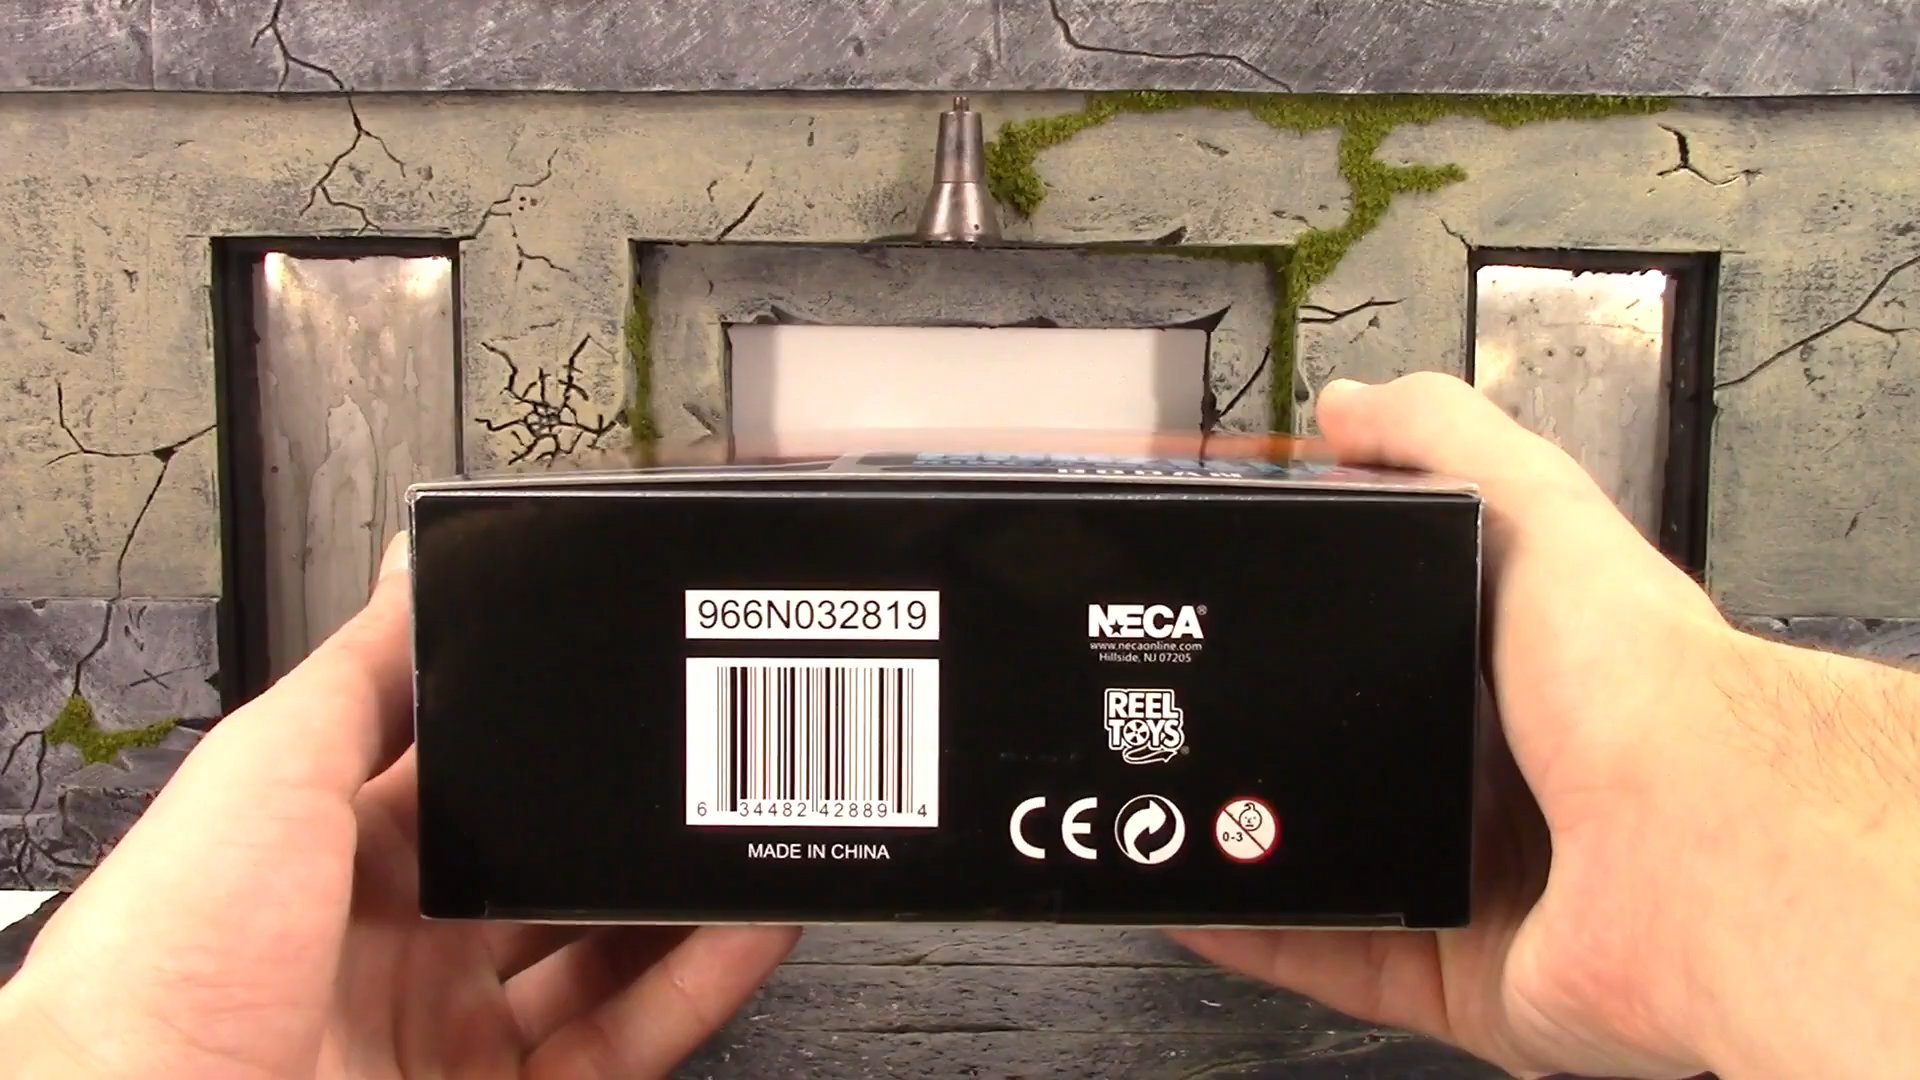 966N032819
6 34482 42889 4
MADE IN CHINA
NECA®
www.necaonline.com
Hillside, NJ 07205
REEL
TOYS®
CE
0-3